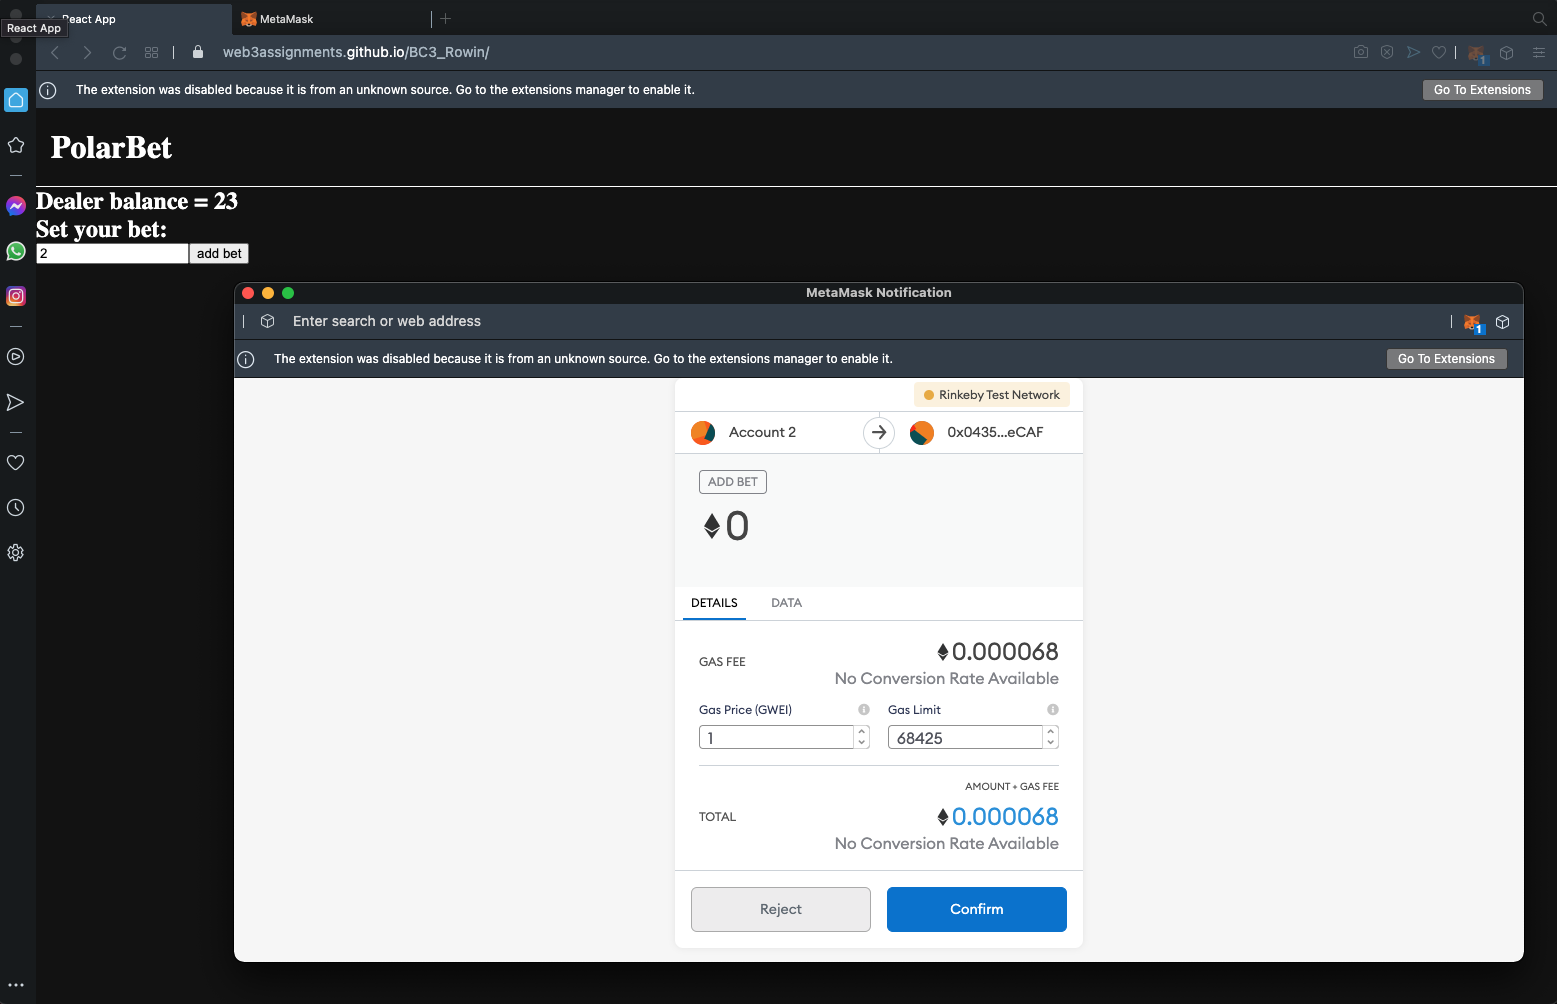 React App
MetaMask
React App
web3assignments.github.io/BC3_Rowin/
1
The extension was disabled because it is from an unknown source. Go to the extensions manager to enable it.
Go To Extensions
PolarBet
Dealer balance = 23
Set your bet:
2
add bet
MetaMask Notification
Enter search or web address
1
The extension was disabled because it is from an unknown source. Go to the extensions manager to enable it.
Go To Extensions
Rinkeby Test Network
Account 2
0x0435...eCAF
ADD BET
0
DETAILS
DATA
GAS FEE
0.000068
No Conversion Rate Available
Gas Price (GWEI)
Gas Limit
1
68425
AMOUNT + GAS FEE
TOTAL
0.000068
No Conversion Rate Available
Reject
Confirm